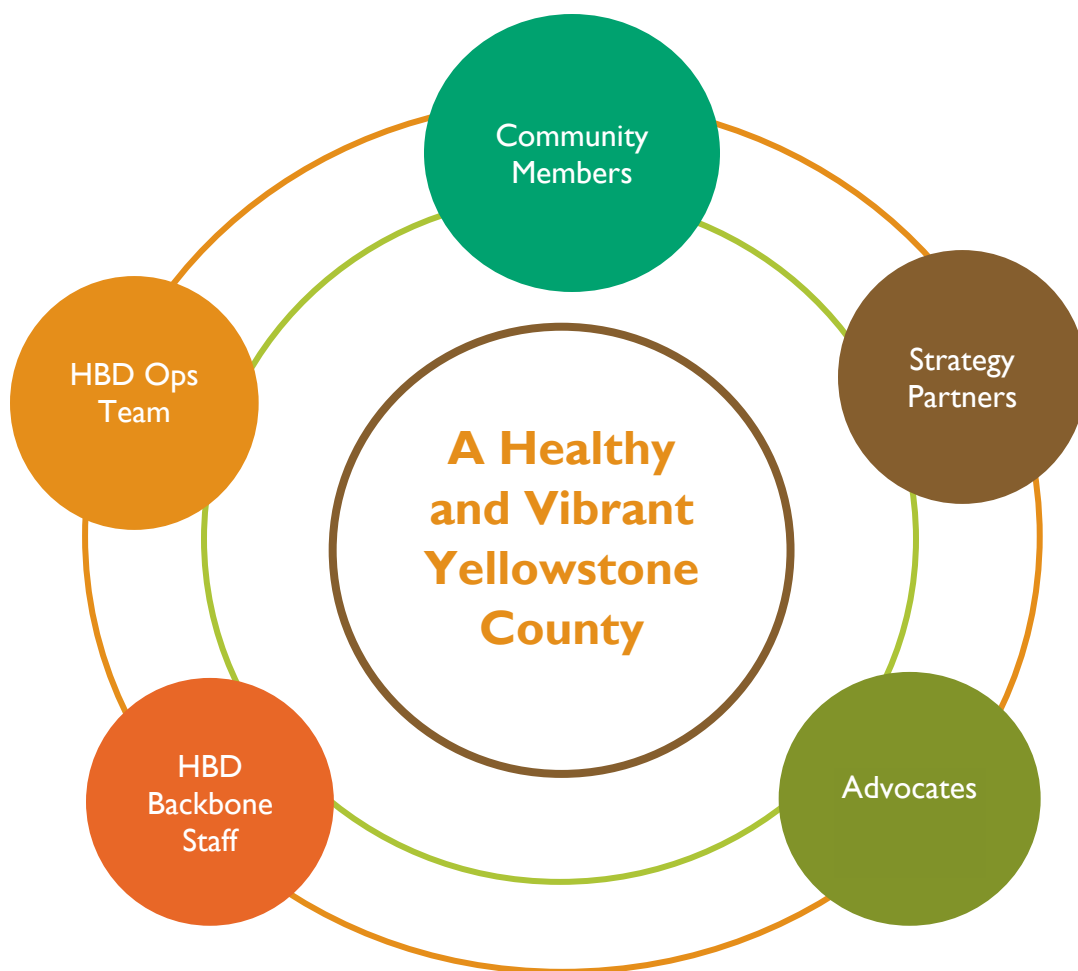 Community
Members
Strategy
Partners
HBD Ops
Team
A Healthy
and Vibrant
Yellowstone
County
HBD
Backbone
Staff
Advocates